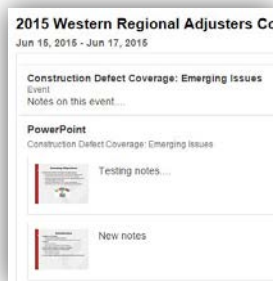 2015 Western Regional Adjusters Co
Jun 15, 2015 - Jun 17, 2015
Construction Defect Coverage: Emerging Issues
Event
Notes on this event....
PowerPoint
Construction Defect Coverage: Emerging Issues
Testing notes....
New notes